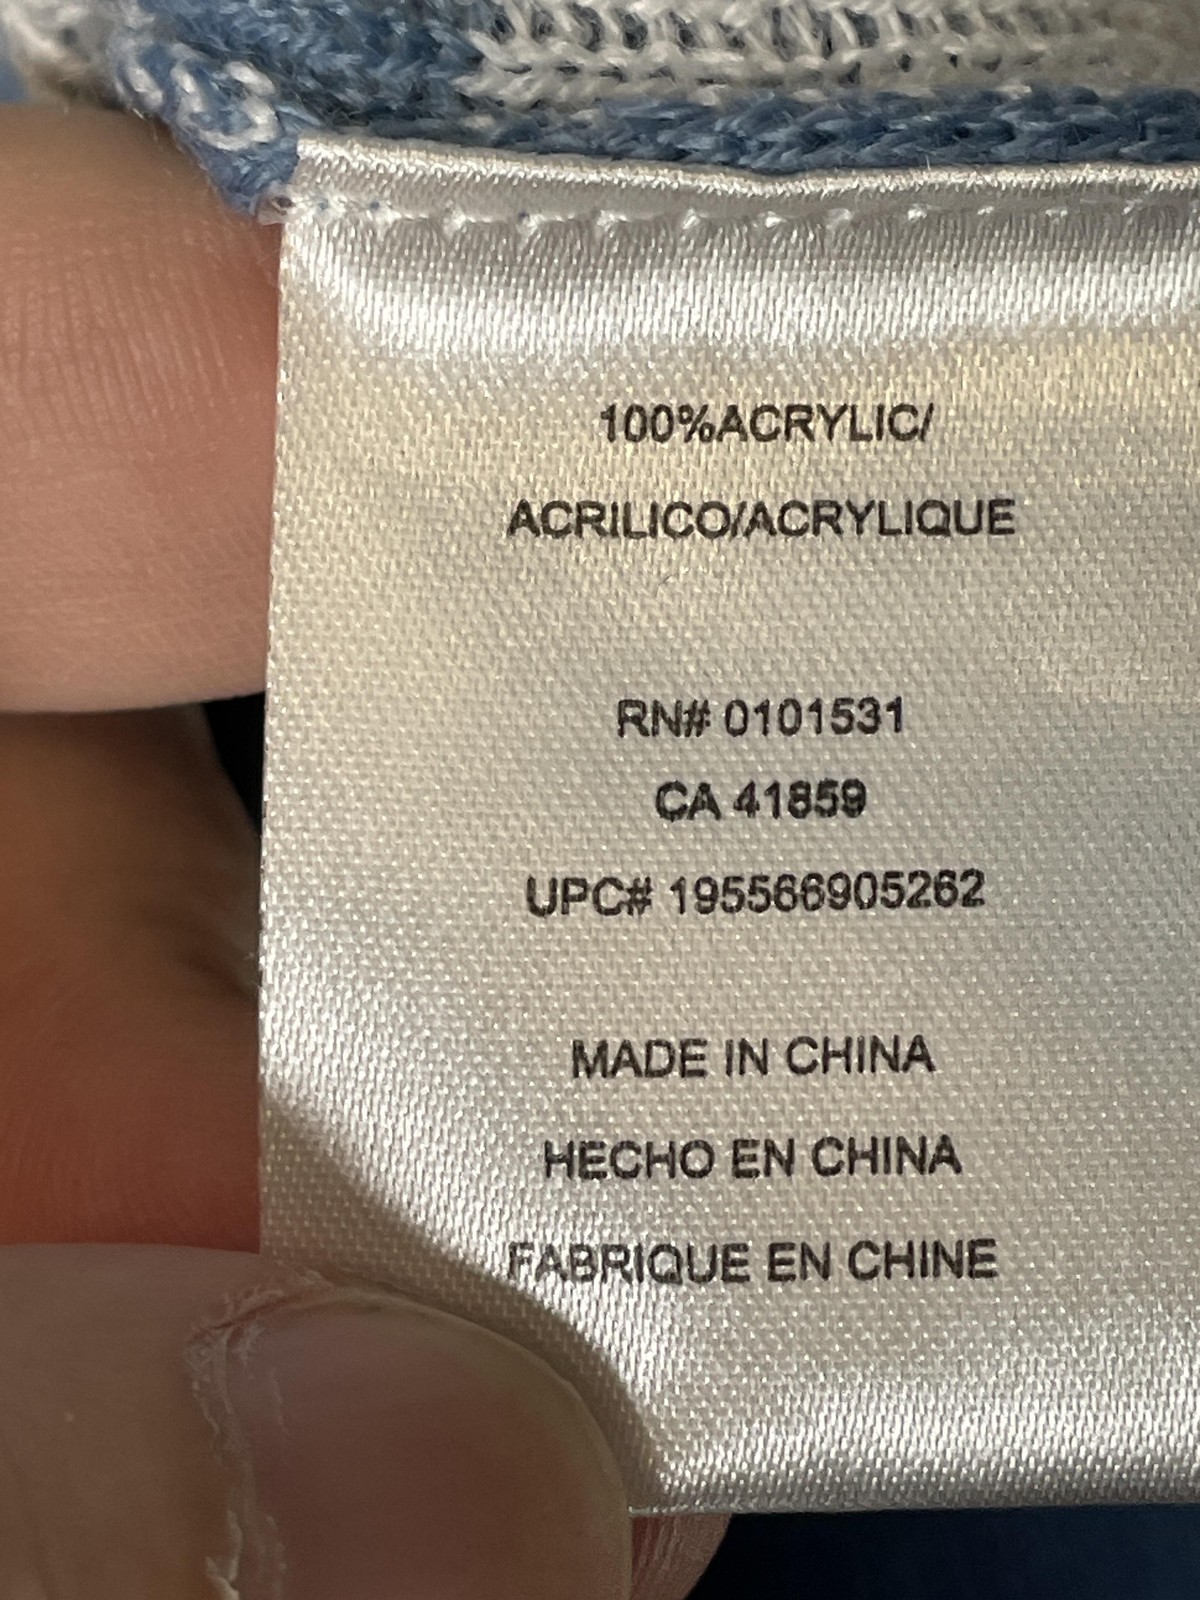 100%ACRYLIC/
ACRILICO/ACRYLIQUE
RN# 0101531
CA 41859
UPC# 195566905262
MADE IN CHINA
HECHO EN CHINA
FABRIQUE EN CHINE